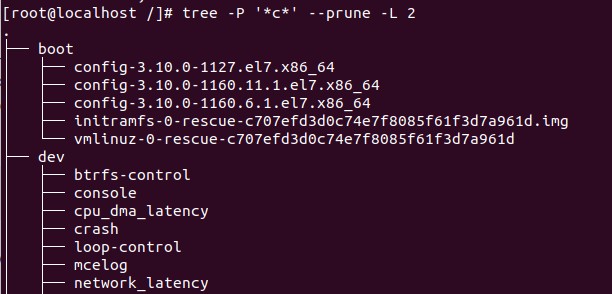 [root@localhost /]# tree -P '*c*' --prune -L 2
.
├── boot
│   ├── config-3.10.0-1127.el7.x86_64
│   ├── config-3.10.0-1160.11.1.el7.x86_64
│   ├── config-3.10.0-1160.6.1.el7.x86_64
│   ├── initramfs-0-rescue-c707efd3d0c74e7f8085f61f3d7a961d.img
│   └── vmlinuz-0-rescue-c707efd3d0c74e7f8085f61f3d7a961d
├── dev
│   ├── btrfs-control
│   ├── console
│   ├── cpu_dma_latency
│   ├── crash
│   ├── loop-control
│   ├── mcelog
│   ├── network_latency